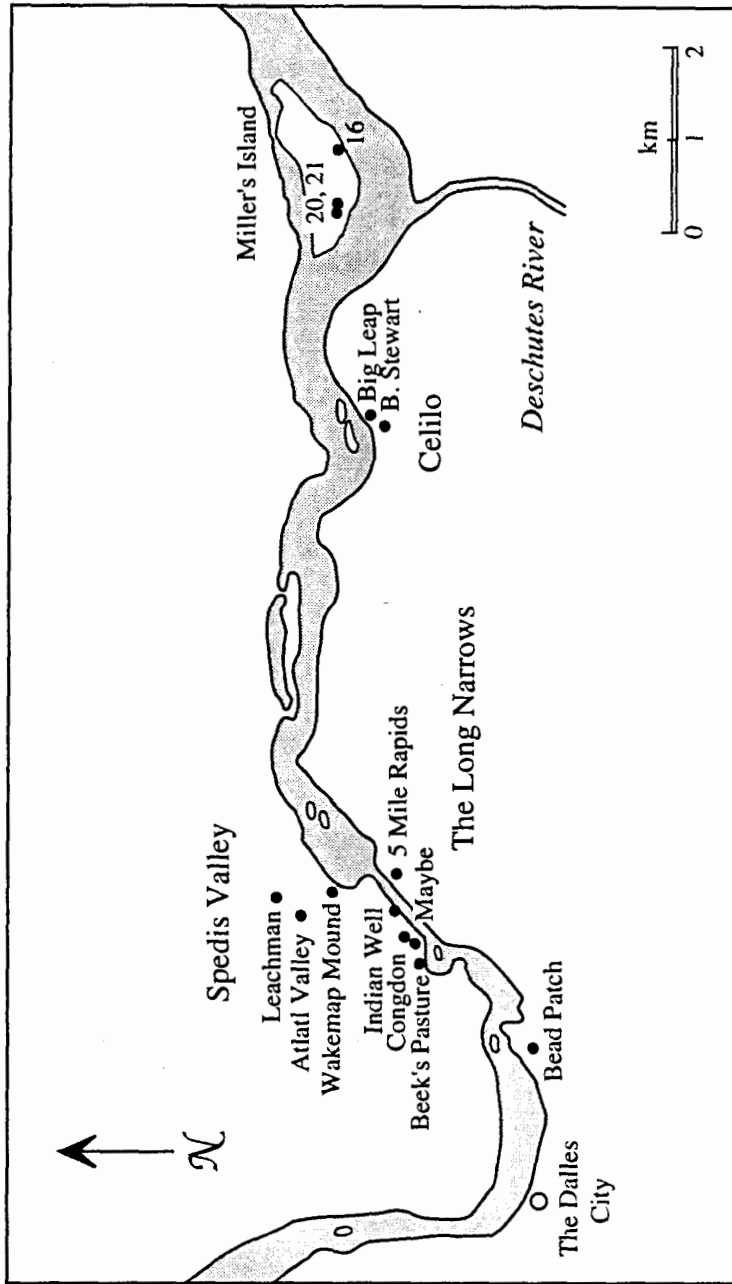 Miller's Island
20, 21
16
Big Leap
B. Stewart
Celilo
Deschutes River
km
0 1 2
Spedis Valley
Leachman
Atlatl Valley
Wakemap Mound
Indian Well
Congdon
Beek's Pasture
5 Mile Rapids
Maybe
The Long Narrows
Bead Patch
The Dalles
City
N